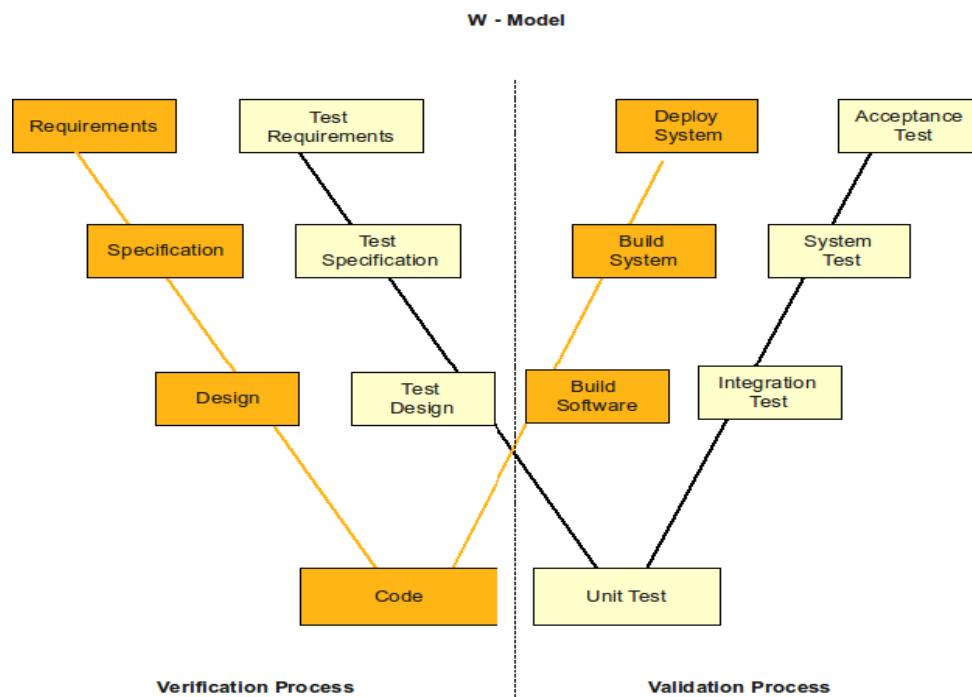 W - Model
Requirements
Test
Requirements
Deploy
System
Acceptance
Test
Specification
Test
Specification
Build
System
System
Test
Design
Test
Design
Build
Software
Integration
Test
Code
Unit Test
Verification Process
Validation Process